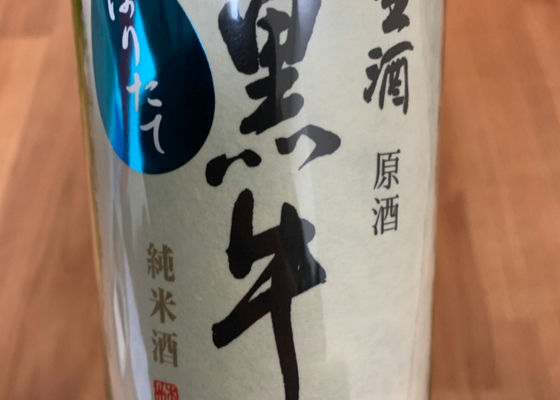 生酒
原酒
黒牛
しぼりたて
純米酒